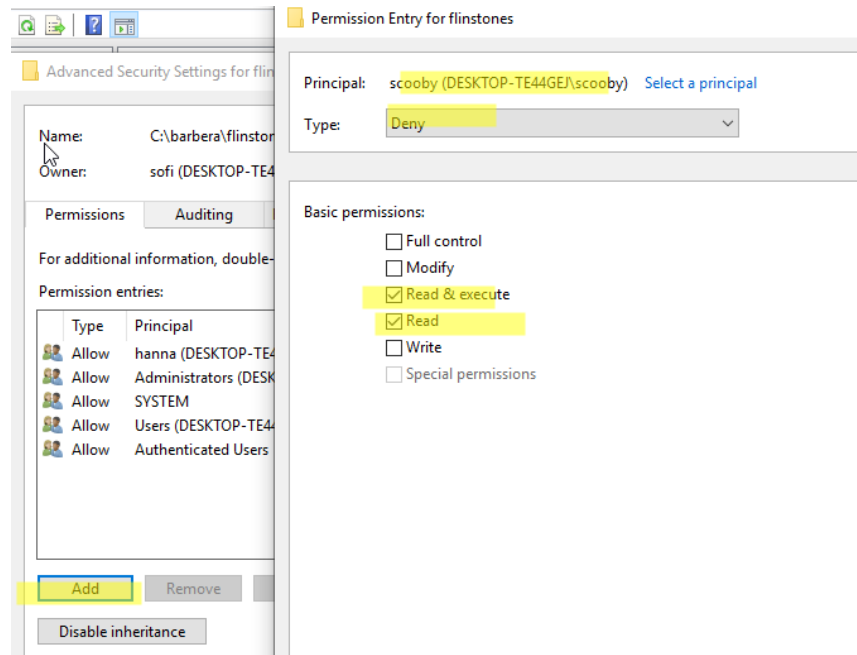 Advanced Security Settings for flin
Name: C:\barbera\flinstor
Owner: sofi (DESKTOP-TE4
Permissions Auditing
For additional information, double-
Permission entries:
Type Principal
Allow hanna (DESKTOP-TE4
Allow Administrators (DESK
Allow SYSTEM
Allow Users (DESKTOP-TE44
Allow Authenticated Users
Add Remove
Disable inheritance
Permission Entry for flinstones
Principal: scooby (DESKTOP-TE44GEJ\scooby) Select a principal
Type: Deny
Basic permissions:
Full control
Modify
Read & execute
Read
Write
Special permissions